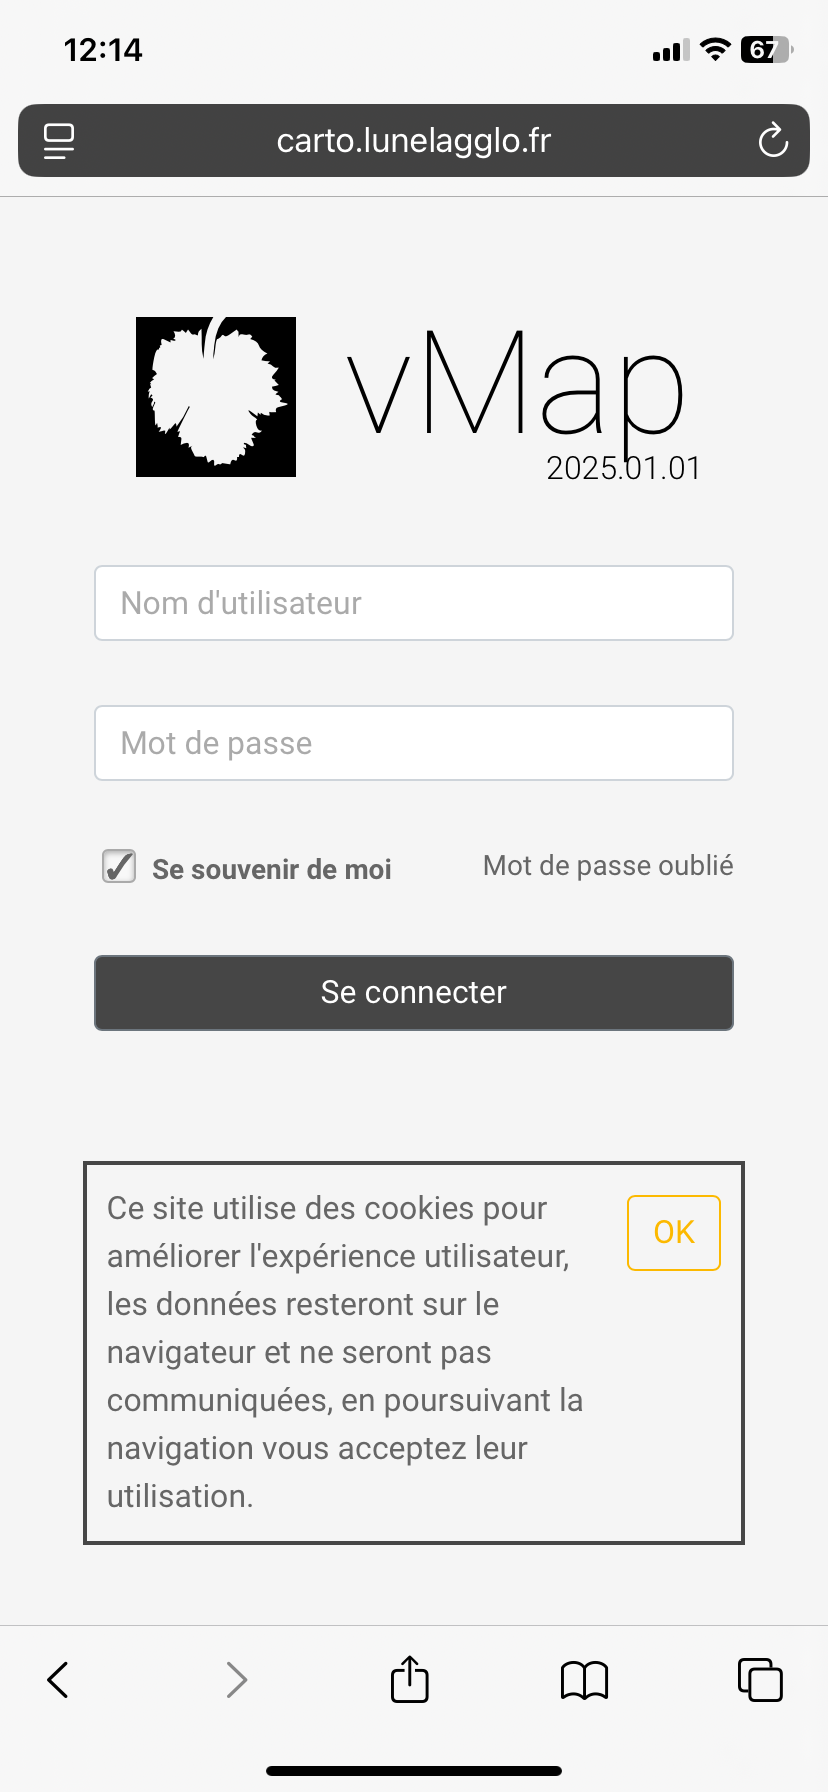 12:14
67
carto.lunelagglo.fr
vMap
2025.01.01
Nom d'utilisateur
Mot de passe
Se souvenir de moi
Mot de passe oublié
Se connecter
Ce site utilise des cookies pour
améliorer l'expérience utilisateur,
les données resteront sur le
navigateur et ne seront pas
communiquées, en poursuivant la
navigation vous acceptez leur
utilisation.
OK